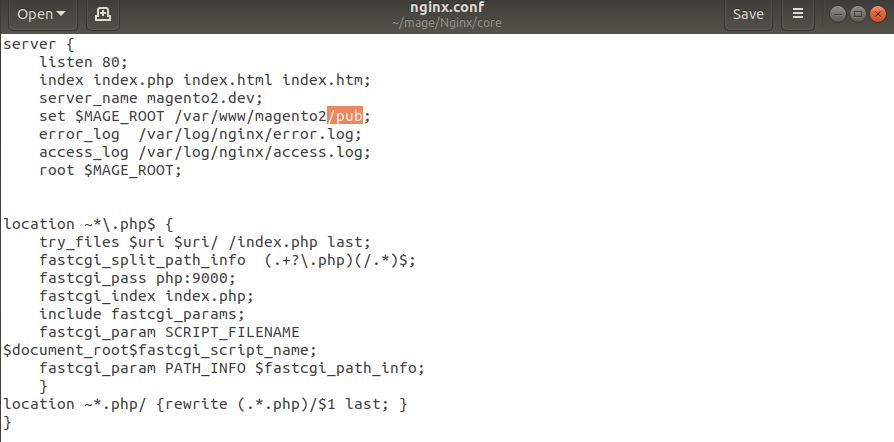 Open
nginx.conf
~/mage/Nginx/core
Save
server {
    listen 80;
    index index.php index.html index.htm;
    server_name magento2.dev;
    set $MAGE_ROOT /var/www/magento2/pub;
    error_log  /var/log/nginx/error.log;
    access_log /var/log/nginx/access.log;
    root $MAGE_ROOT;
location ~*\.php$ {
    try_files $uri $uri/ /index.php last;
    fastcgi_split_path_info  (.+?\.php)(/.*)$;
    fastcgi_pass php:9000;
    fastcgi_index index.php;
    include fastcgi_params;
    fastcgi_param SCRIPT_FILENAME
$document_root$fastcgi_script_name;
    fastcgi_param PATH_INFO $fastcgi_path_info;
    }
location ~*.php/ {rewrite (.*.php)/$1 last; }
}